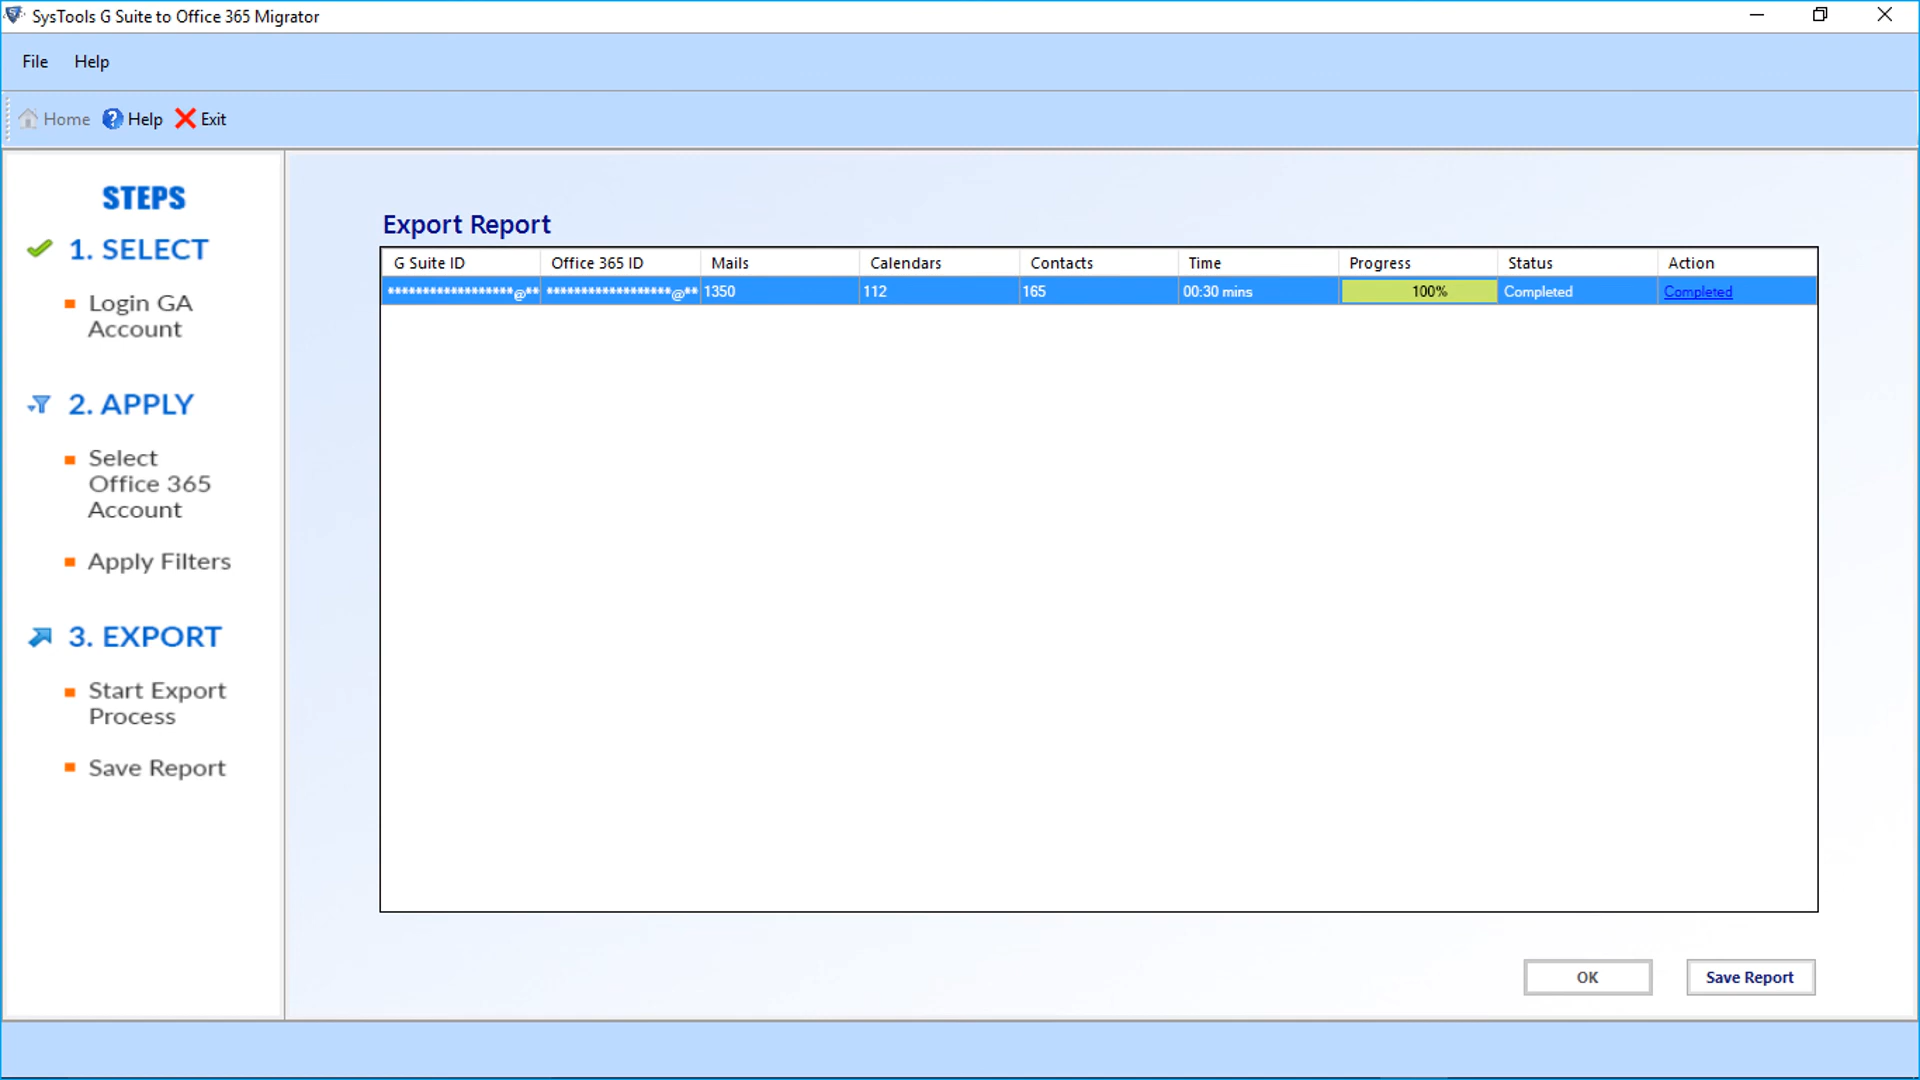 SysTools G Suite to Office 365 Migrator
File Help
Home Help Exit
STEPS
1. SELECT
Login GA
Account
2. APPLY
Select
Office 365
Account
Apply Filters
3. EXPORT
Start Export
Process
Save Report
Export Report
G Suite ID Office 365 ID Mails Calendars Contacts Time Progress Status Action
******************@** ******************@** 1350 112 165 00:30 mins 100% Completed Completed
OK Save Report